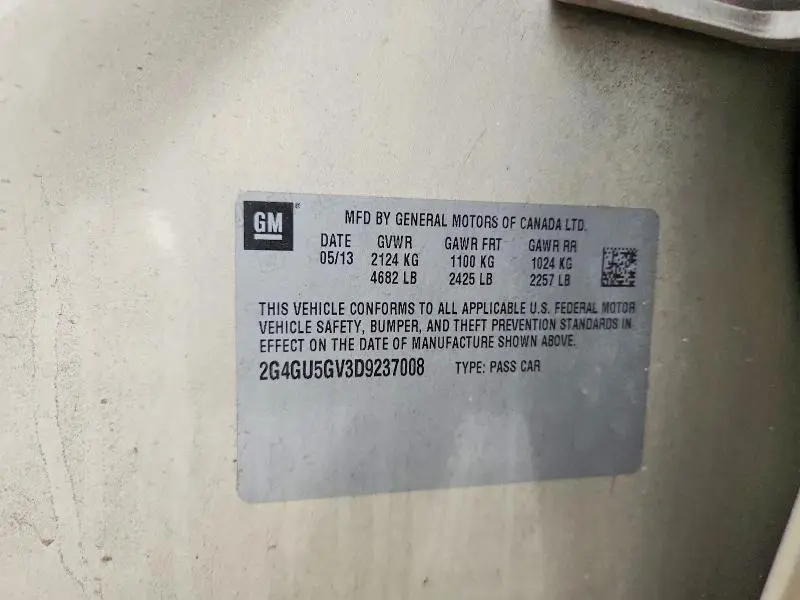 GM®
MFD BY GENERAL MOTORS OF CANADA LTD.
DATE GVWR GAWR FRT GAWR RR
05/13 2124 KG 1100 KG 1024 KG
4682 LB 2425 LB 2257 LB
THIS VEHICLE CONFORMS TO ALL APPLICABLE U.S. FEDERAL MOTOR
VEHICLE SAFETY, BUMPER, AND THEFT PREVENTION STANDARDS IN
EFFECT ON THE DATE OF MANUFACTURE SHOWN ABOVE.
2G4GU5GV3D9237008 TYPE: PASS CAR